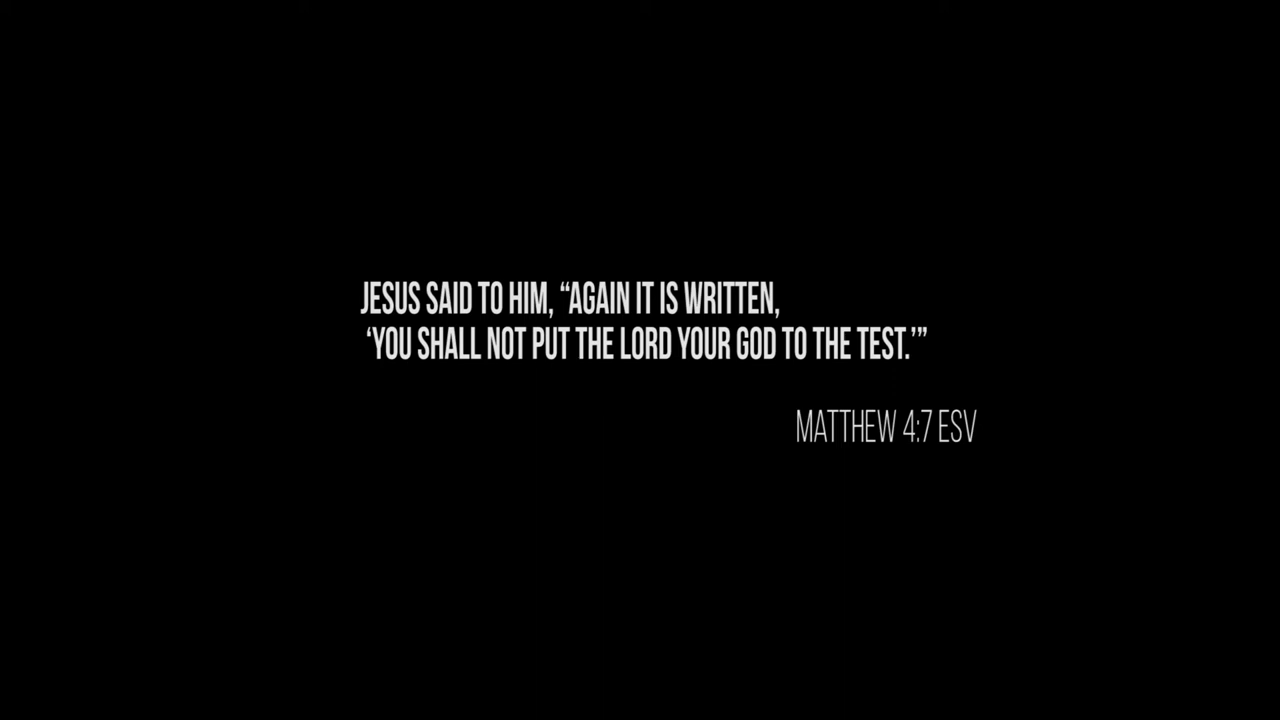 JESUS SAID TO HIM, “AGAIN IT IS WRITTEN,
‘YOU SHALL NOT PUT THE LORD YOUR GOD TO THE TEST.’”
MATTHEW 4:7 ESV